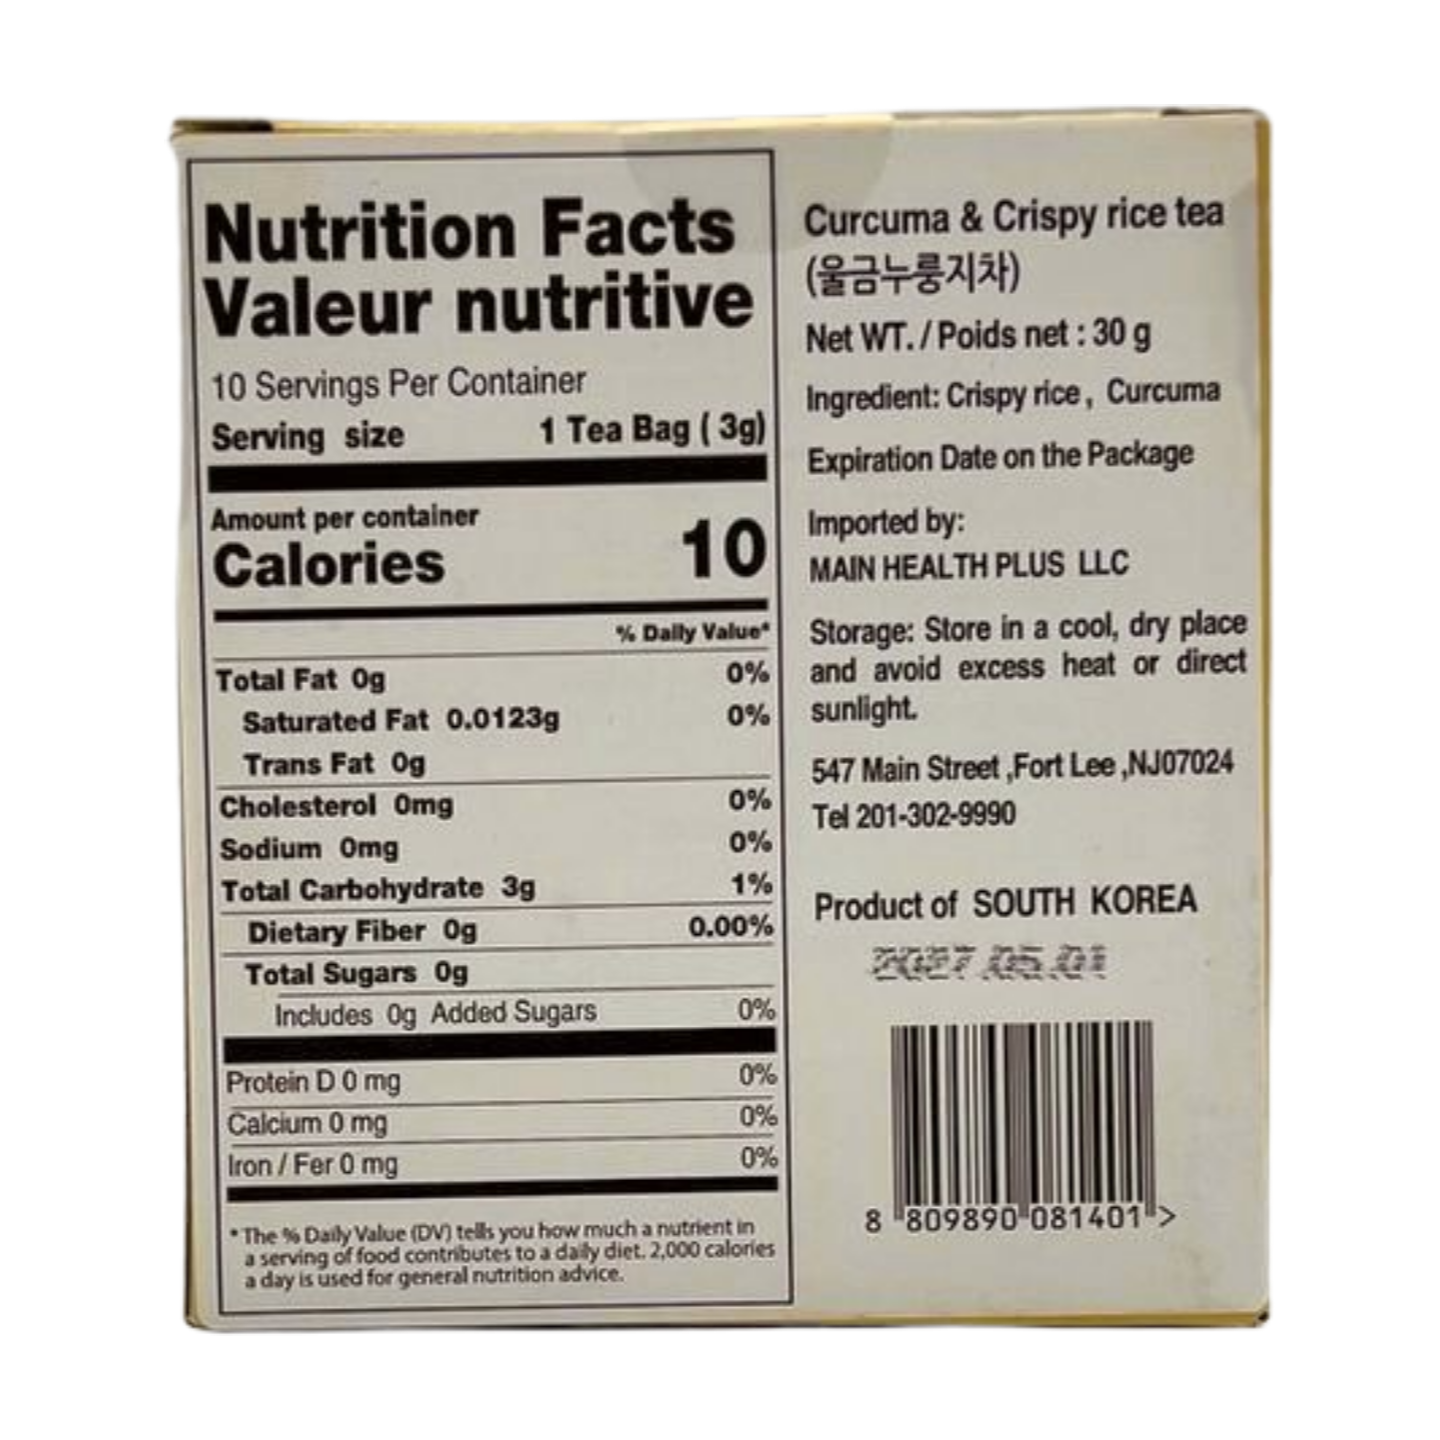 Nutrition Facts
Valeur nutritive
10 Servings Per Container
Serving size 1 Tea Bag ( 3g)
Amount per container
Calories 10
% Daily Value*
Total Fat 0g 0%
Saturated Fat 0.0123g 0%
Trans Fat 0g
Cholesterol 0mg 0%
Sodium 0mg 0%
Total Carbohydrate 3g 1%
Dietary Fiber 0g 0.00%
Total Sugars 0g
Includes 0g Added Sugars 0%
Protein D 0 mg 0%
Calcium 0 mg 0%
Iron / Fer 0 mg 0%
* The % Daily Value (DV) tells you how much a nutrient in
a serving of food contributes to a daily diet. 2,000 calories
a day is used for general nutrition advice.
Curcuma & Crispy rice tea
(울금누룽지차)
Net WT. / Poids net : 30 g
Ingredient: Crispy rice , Curcuma
Expiration Date on the Package
Imported by:
MAIN HEALTH PLUS LLC
Storage: Store in a cool, dry place
and avoid excess heat or direct
sunlight.
547 Main Street ,Fort Lee ,NJ07024
Tel 201-302-9990
Product of SOUTH KOREA
2027.05.01
8 809890 081401 >